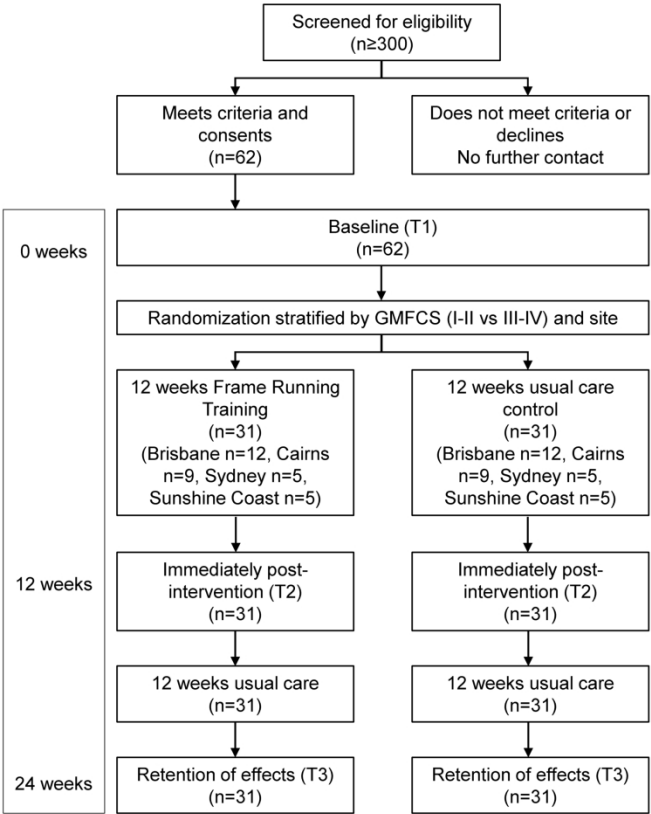 Screened for eligibility
(n≥300)
Meets criteria and
consents
(n=62)
Does not meet criteria or
declines
No further contact
0 weeks
Baseline (T1)
(n=62)
Randomization stratified by GMFCS (I-II vs III-IV) and site
12 weeks Frame Running
Training
(n=31)
(Brisbane n=12, Cairns
n=9, Sydney n=5,
Sunshine Coast n=5)
12 weeks usual care
control
(n=31)
(Brisbane n=12, Cairns
n=9, Sydney n=5,
Sunshine Coast n=5)
12 weeks
Immediately post-
intervention (T2)
(n=31)
Immediately post-
intervention (T2)
(n=31)
12 weeks usual care
(n=31)
12 weeks usual care
(n=31)
24 weeks
Retention of effects (T3)
(n=31)
Retention of effects (T3)
(n=31)